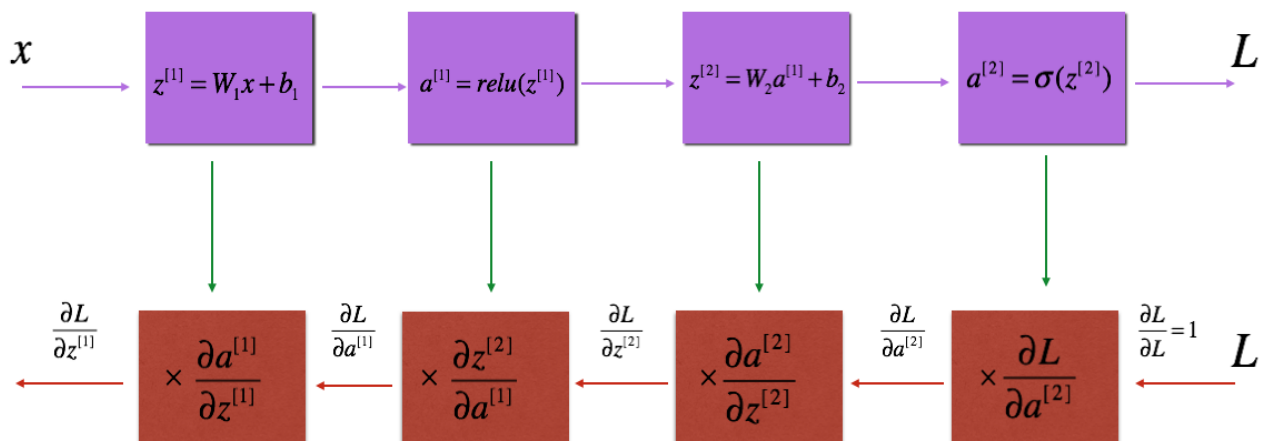 x
z^{[1]} = W_1 x + b_1
a^{[1]} = relu(z^{[1]})
z^{[2]} = W_2 a^{[1]} + b_2
a^{[2]} = σ(z^{[2]})
L
∂L/∂z^{[1]}
× ∂a^{[1]}/∂z^{[1]}
∂L/∂a^{[1]}
× ∂z^{[2]}/∂a^{[1]}
∂L/∂z^{[2]}
× ∂a^{[2]}/∂z^{[2]}
∂L/∂a^{[2]}
× ∂L/∂a^{[2]}
∂L/∂L = 1
L